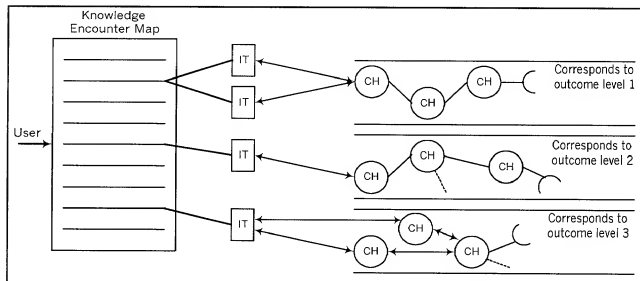 Knowledge
Encounter Map
User
IT
IT
IT
IT
CH
CH
CH
Corresponds to
outcome level 1
CH
CH
CH
Corresponds to
outcome level 2
CH
CH
CH
Corresponds to
outcome level 3